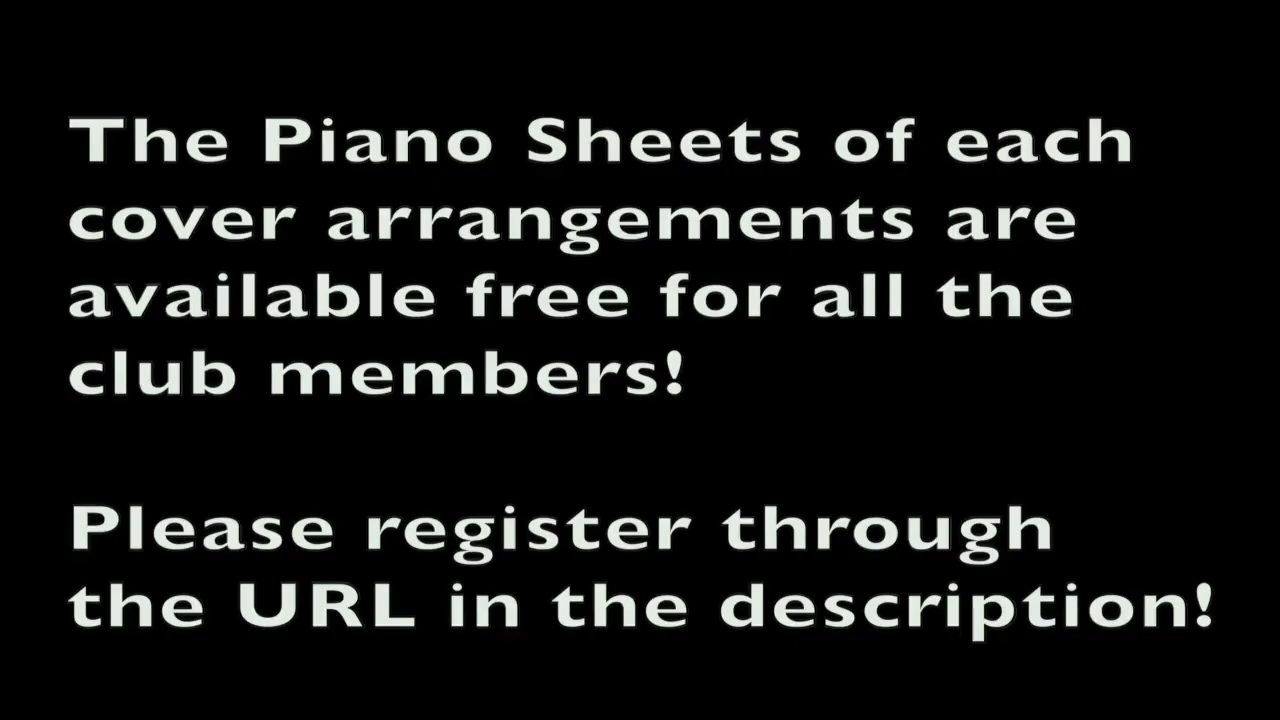 The Piano Sheets of each
cover arrangements are
available free for all the
club members!
Please register through
the URL in the description!